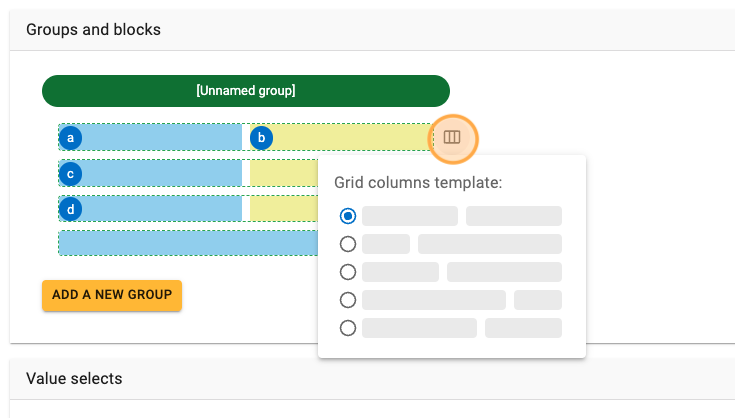 Groups and blocks
[Unnamed group]
a b
c
d
Grid columns template:
ADD A NEW GROUP
Value selects